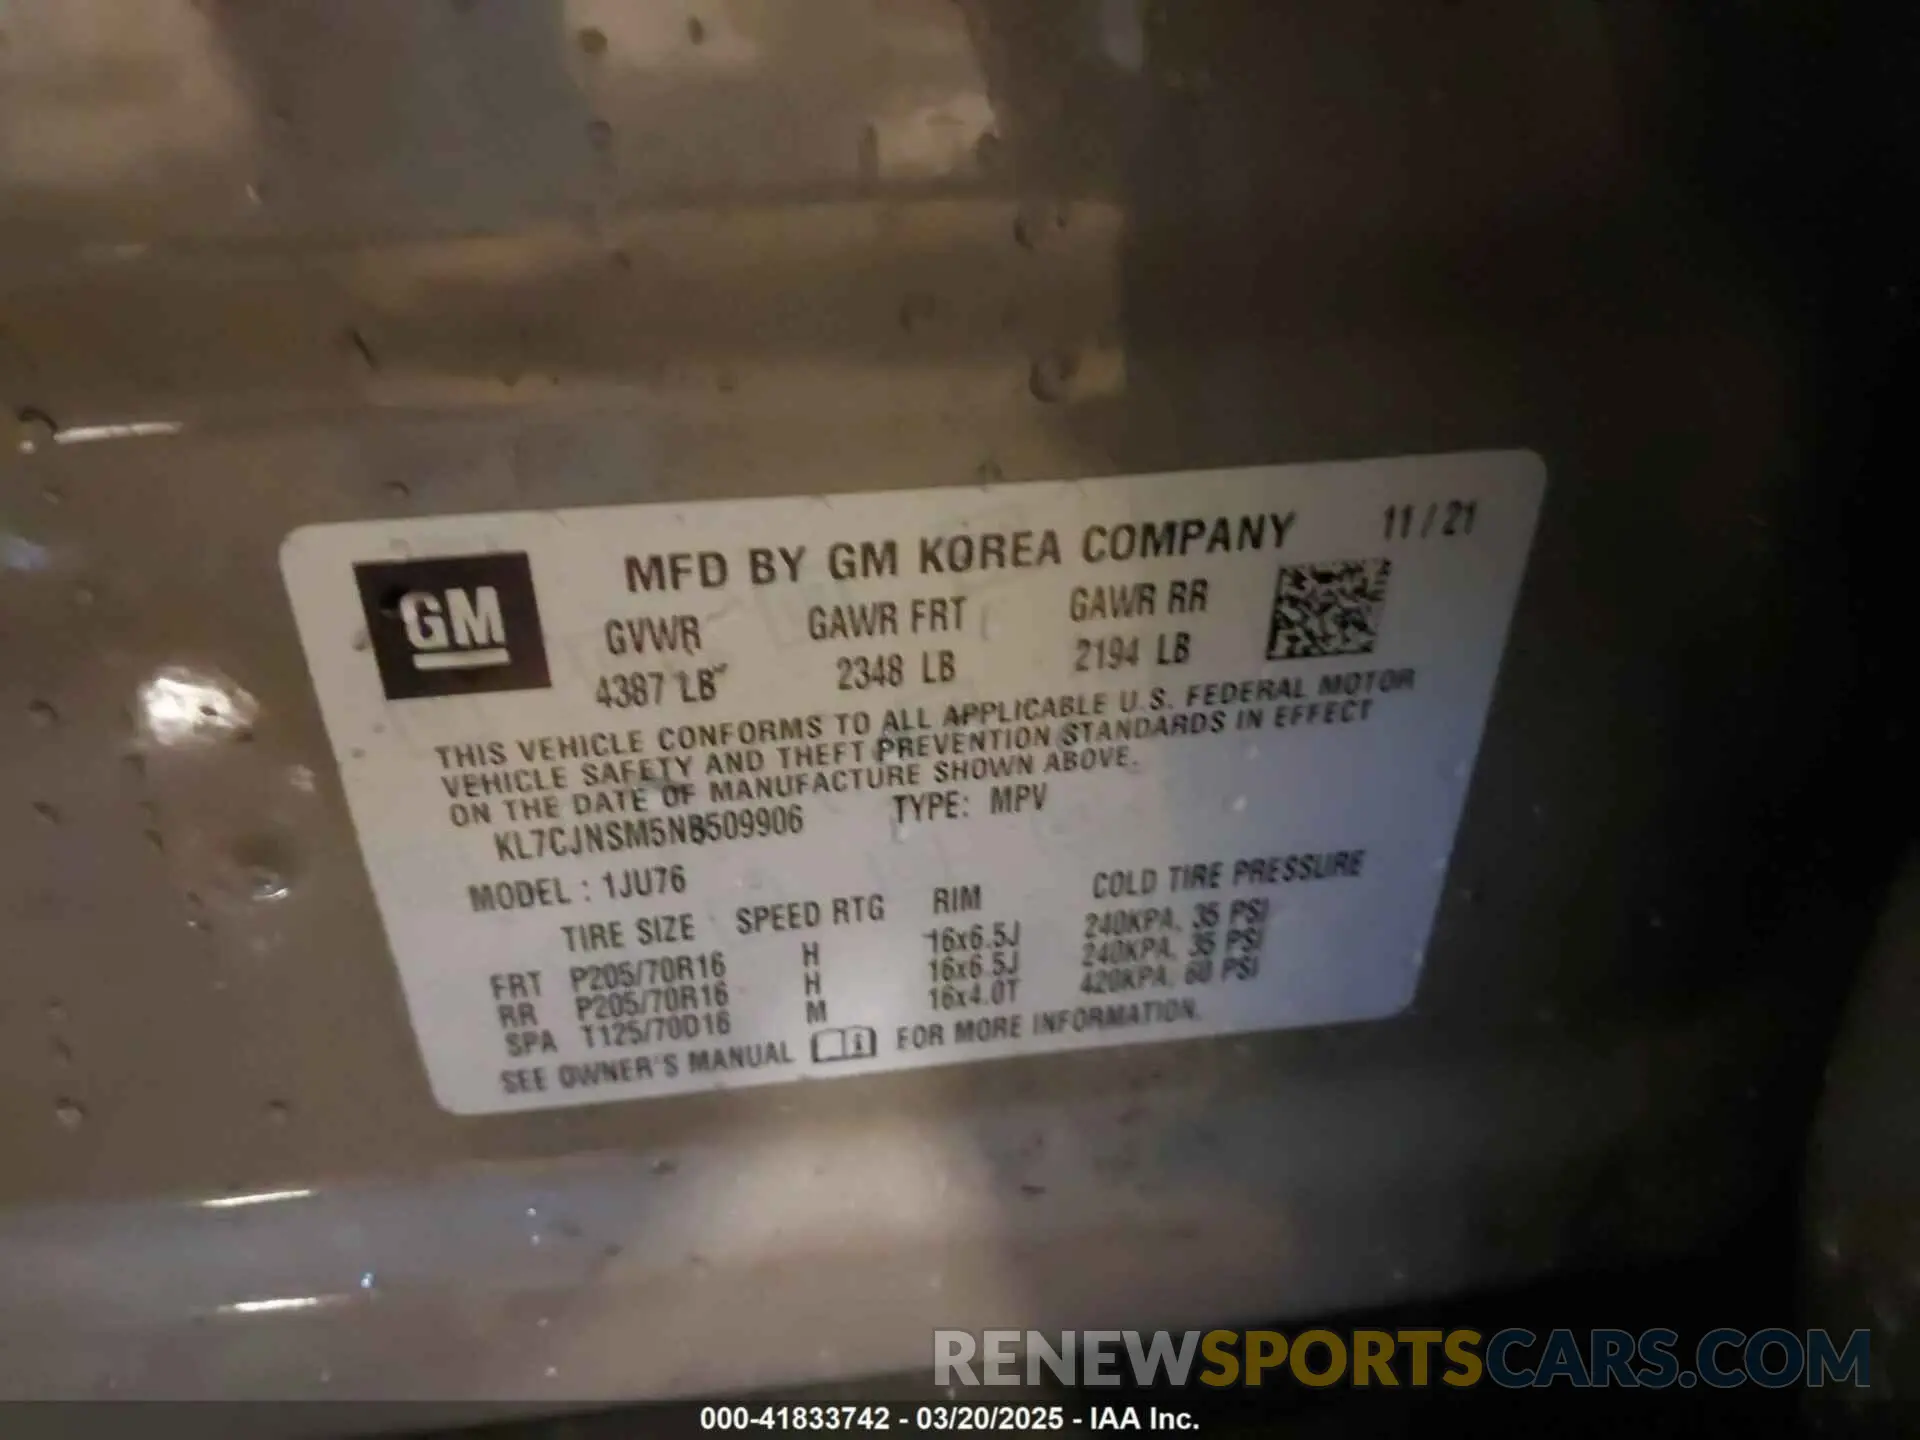 GM
MFD BY GM KOREA COMPANY 11 / 21
GVWR GAWR FRT GAWR RR
4387 LB 2348 LB 2194 LB
THIS VEHICLE CONFORMS TO ALL APPLICABLE U.S. FEDERAL MOTOR
VEHICLE SAFETY AND THEFT PREVENTION STANDARDS IN EFFECT
ON THE DATE OF MANUFACTURE SHOWN ABOVE.
KL7CJNSM5NB509906 TYPE: MPV
MODEL : 1JU76
TIRE SIZE SPEED RTG RIM COLD TIRE PRESSURE
FRT P205/70R16 H 16x6.5J 240KPA, 35 PSI
RR P205/70R16 H 16x6.5J 240KPA, 35 PSI
SPA T125/70D16 M 16x4.0T 420KPA, 60 PSI
SEE OWNER'S MANUAL FOR MORE INFORMATION.
RENEWSPORTSCARS.COM
000-41833742 - 03/20/2025 - IAA Inc.